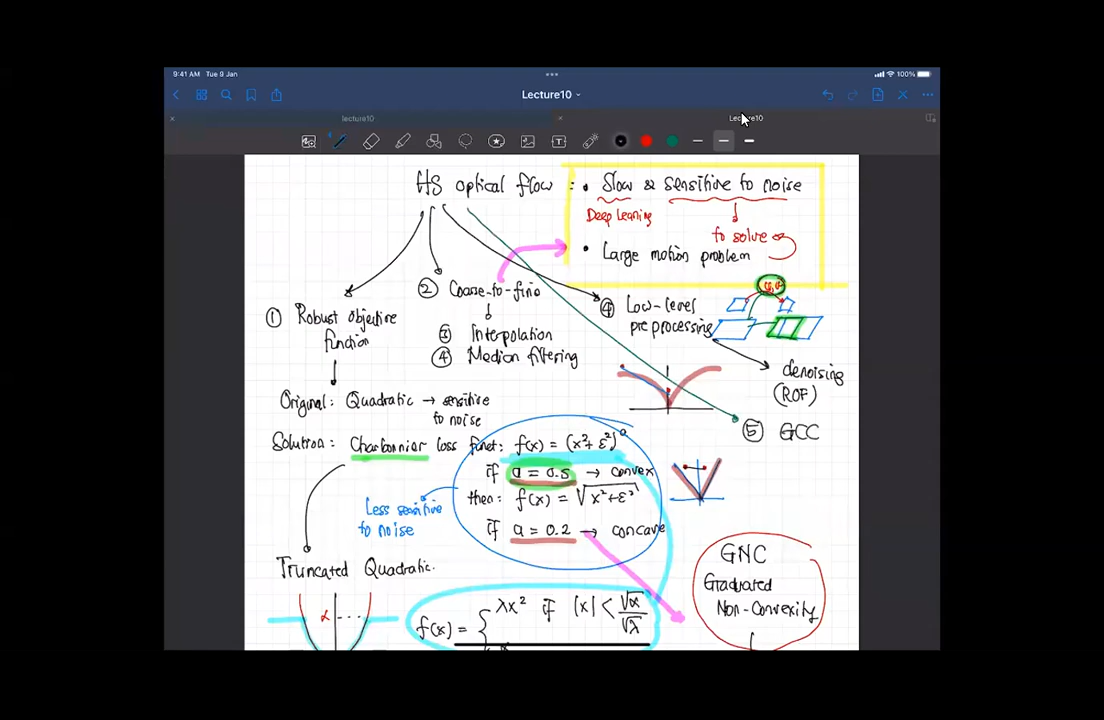 9:41 AM Tue 9 Jan
100%
Lecture10
lecture10
Lecture10
HS optical flow : • Slow & sensitive to noise
Deep Learning
to solve
• Large motion problem
② Coarse-to-fine
① Robust objective
function
③ Interpolation
④ Median filtering
④ Low-level
preprocessing
denoising
(ROF)
⑤ GCC
Original: Quadratic → sensitive
to noise
Solution: Charbonnier loss funct: f(x) = (x²+ε²)ᵃ
if a = 0.5 → convex
then: f(x) = √x²+ε²
if a = 0.2 → concave
Less sensitive
to noise
Truncated Quadratic.
α
f(x) = { λx² if |x| < √α/√λ
GNC
Graduated
Non-Convexity